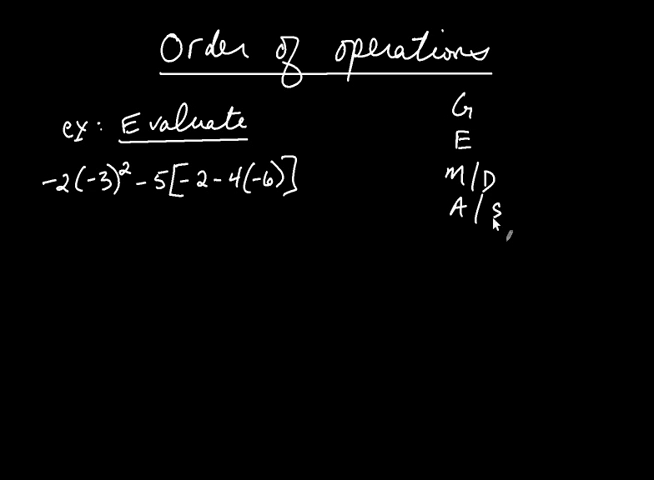 Order of operations
ex: Evaluate
-2(-3)² - 5[-2 - 4(-6)]
G
E
M/D
A/S